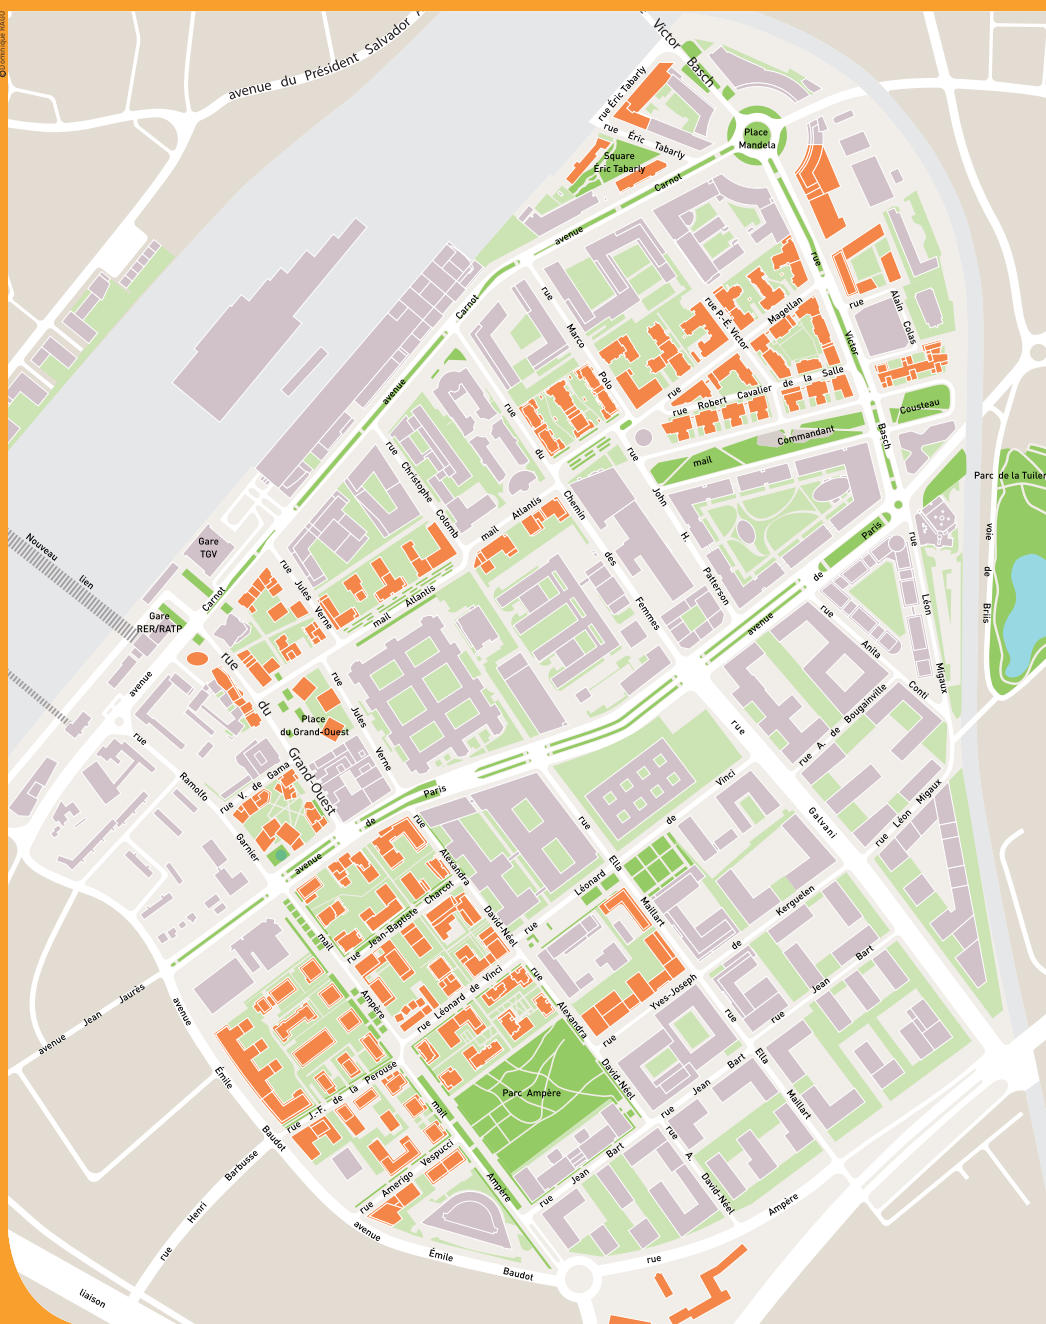 ©Dominique
avenue du Président Salvador
Victor
Basch
rue Éric Tabarly
rue Éric Tabarly
Place
Mandela
Square
Éric Tabarly
Carnot
avenue
rue
Victor
Basch
rue
Alain
Colas
Carnot
rue
Marco
Polo
rue P.-É. Victor
Magellan
rue
avenue
rue Robert Cavalier de la Salle
Commandant
Cousteau
mail
rue
du
Chemin
des
Femmes
rue
John
H.
Patterson
rue
Christophe
Colomb
mail Atlantis
mail Atlantis
Parc de la Tuiler
voie de Briis
Nouveau
lien
Gare
TGV
Gare
RER/RATP
Carnot
avenue
rue
Jules
Verne
rue
Jules
Verne
rue
du
Grand-Ouest
Place
du Grand-Ouest
avenue
de
Paris
rue
Léon
Migaux
rue
Anita
Conti
rue A. de Bougainville
rue Léon Migaux
rue
Galvani
rue
Ramolfo
Garnier
rue V. de Gama
avenue
de
Paris
rue
Alexandra
David-Néel
rue
Ella
Maillart
rue
Léonard
de
Vinci
rue Jean-Baptiste Charcot
mail
Ampère
rue Léonard de Vinci
rue
Alexandra
David-Néel
rue
Yves-Joseph
de
Kerguelen
rue
Ella
Maillart
rue
Jean
Bart
avenue Jean Jaurès
avenue
Émile
Baudot
rue J.-F. de la Perouse
Parc Ampère
mail
Ampère
rue
Jean
Bart
rue
Jean
Bart
rue
A.
David-Néel
rue Amerigo Vespucci
rue
Henri
Barbusse
avenue
Émile
Baudot
rue
Ampère
liaison